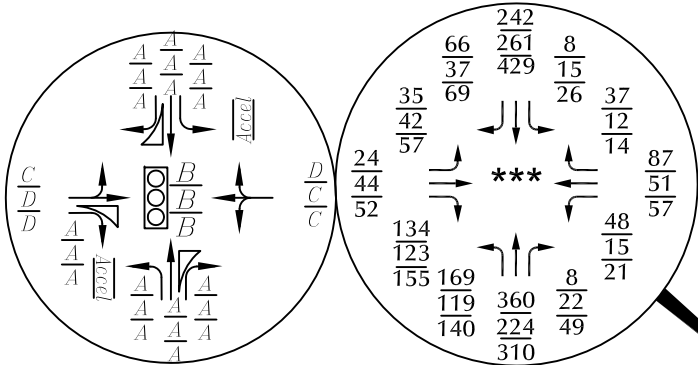 A
A
A
A
A
A
A
A
A
Accel
C
D
D
B
B
B
D
C
C
A
A
A
Accel
A
A
A
A
A
A
A
A
A
242
261
429
66
37
69
8
15
26
35
42
57
37
12
14
24
44
52
***
87
51
57
134
123
155
48
15
21
169
119
140
360
224
310
8
22
49